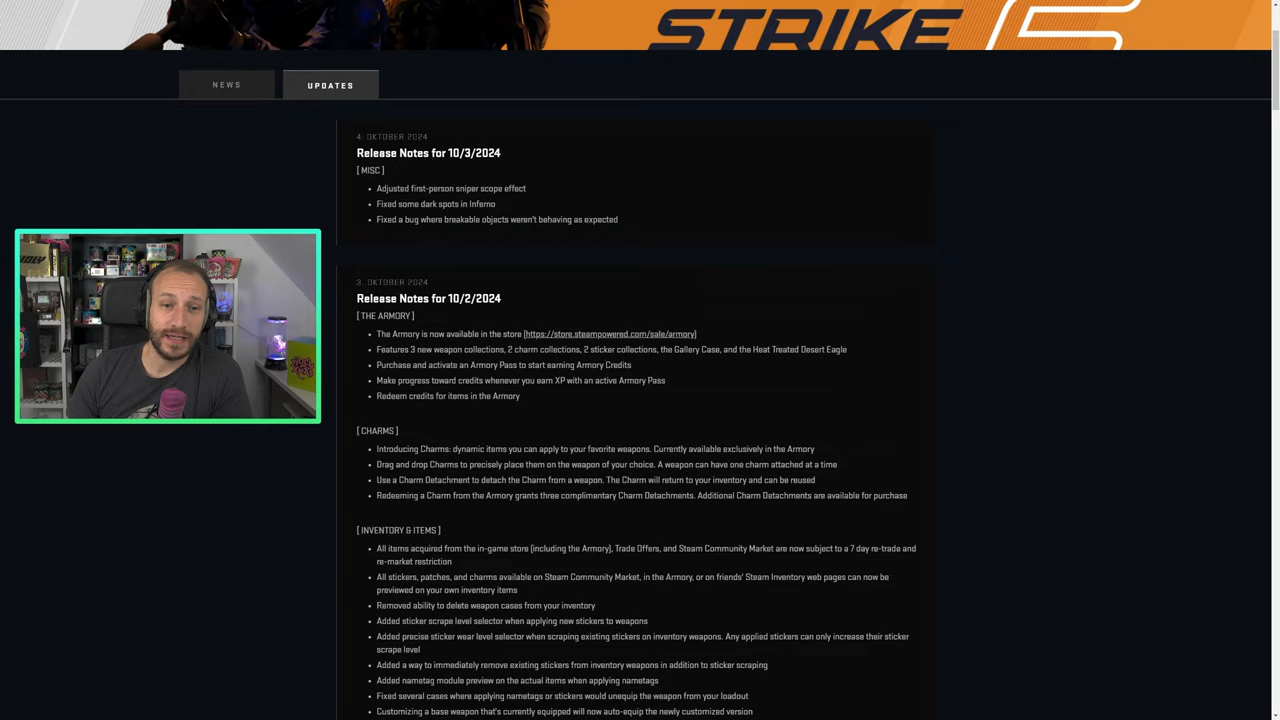 STRIKE
NEWS
UPDATES
4. OKTOBER 2024
Release Notes for 10/3/2024
[ MISC ]
• Adjusted first-person sniper scope effect
• Fixed some dark spots in Inferno
• Fixed a bug where breakable objects weren't behaving as expected
3. OKTOBER 2024
Release Notes for 10/2/2024
[ THE ARMORY ]
• The Armory is now available in the store [https://store.steampowered.com/sale/armory]
• Features 3 new weapon collections, 2 charm collections, 2 sticker collections, the Gallery Case, and the Heat Treated Desert Eagle
• Purchase and activate an Armory Pass to start earning Armory Credits
• Make progress toward credits whenever you earn XP with an active Armory Pass
• Redeem credits for items in the Armory
[ CHARMS ]
• Introducing Charms: dynamic items you can apply to your favorite weapons. Currently available exclusively in the Armory
• Drag and drop Charms to precisely place them on the weapon of your choice. A weapon can have one charm attached at a time
• Use a Charm Detachment to detach the Charm from a weapon. The Charm will return to your inventory and can be reused
• Redeeming a Charm from the Armory grants three complimentary Charm Detachments. Additional Charm Detachments are available for purchase
[ INVENTORY & ITEMS ]
• All items acquired from the in-game store [including the Armory], Trade Offers, and Steam Community Market are now subject to a 7 day re-trade and
re-market restriction
• All stickers, patches, and charms available on Steam Community Market, in the Armory, or on friends' Steam Inventory web pages can now be
previewed on your own inventory items
• Removed ability to delete weapon cases from your inventory
• Added sticker scrape level selector when applying new stickers to weapons
• Added precise sticker wear level selector when scraping existing stickers on inventory weapons. Any applied stickers can only increase their sticker
scrape level
• Added a way to immediately remove existing stickers from inventory weapons in addition to sticker scraping
• Added nametag module preview on the actual items when applying nametags
• Fixed several cases where applying nametags or stickers would unequip the weapon from your loadout
• Customizing a base weapon that's currently equipped will now auto-equip the newly customized version